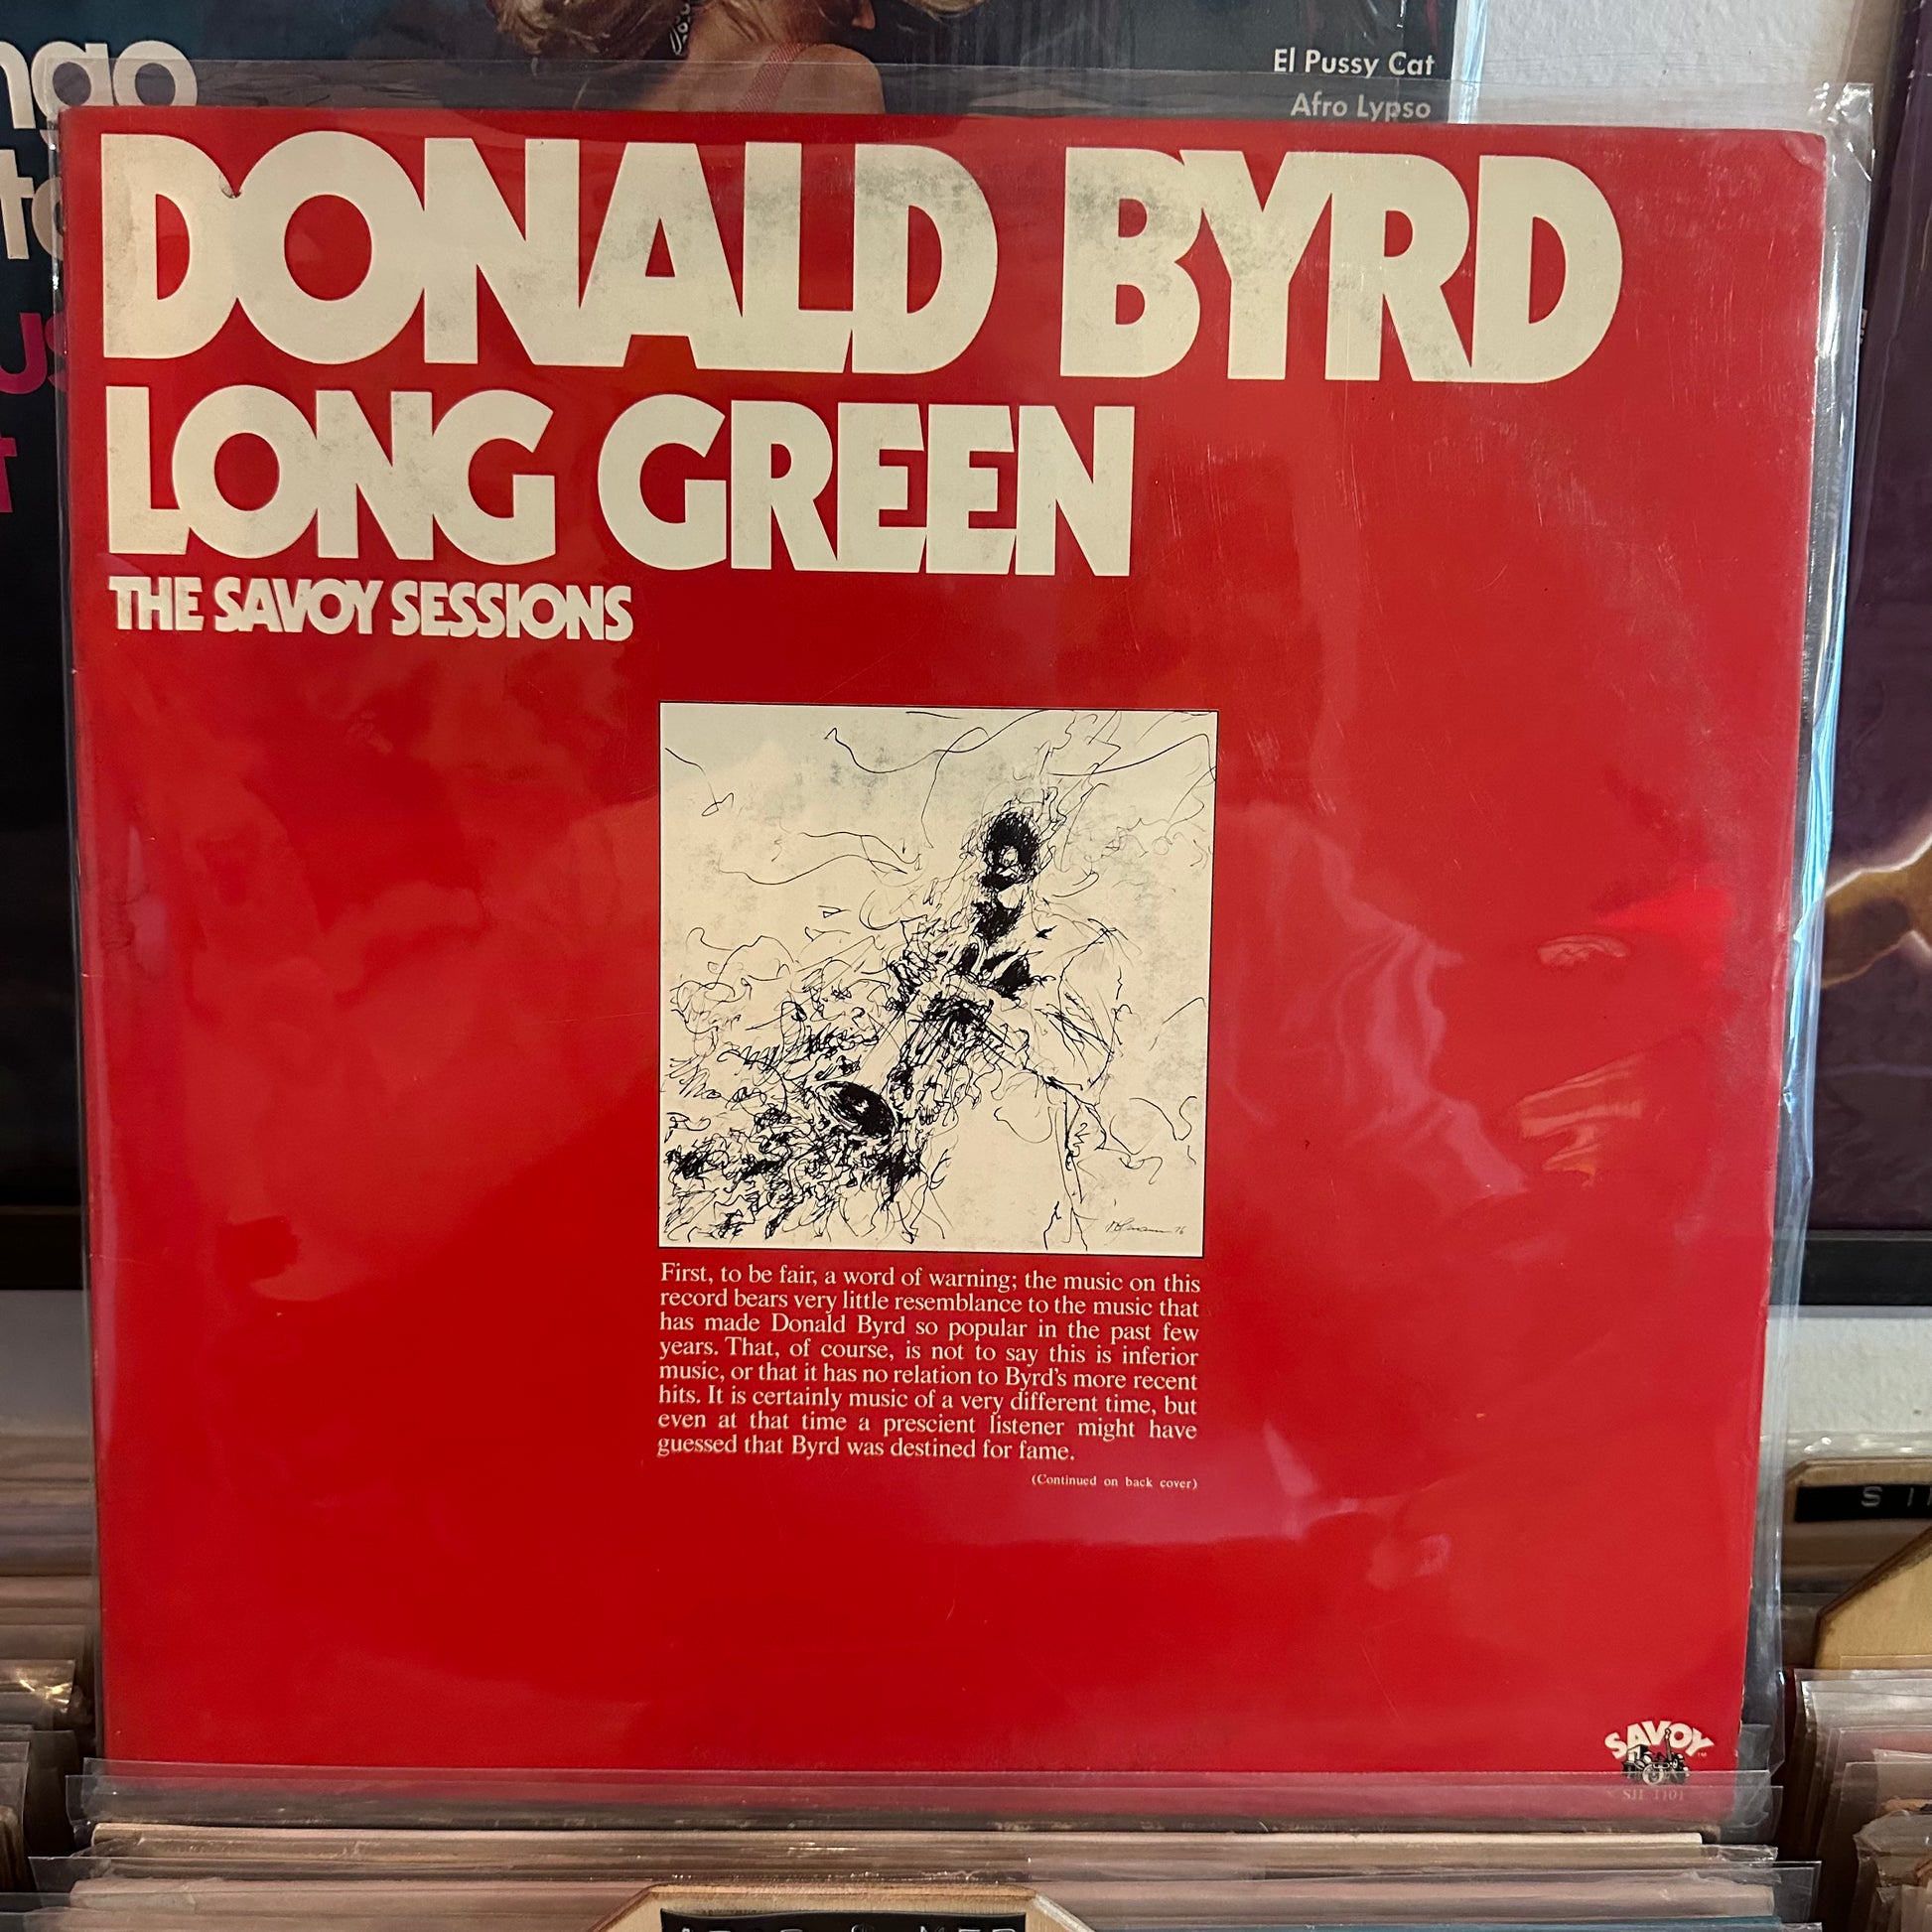 El Pussy Cat
Afro Lypso
DONALD BYRD
LONG GREEN
THE SAVOY SESSIONS
First, to be fair, a word of warning; the music on this
record bears very little resemblance to the music that
has made Donald Byrd so popular in the past few
years. That, of course, is not to say this is inferior
music, or that it has no relation to Byrd's more recent
hits. It is certainly music of a very different time, but
even at that time a prescient listener might have
guessed that Byrd was destined for fame.
(Continued on back cover)
SAVOY
SJL 1101